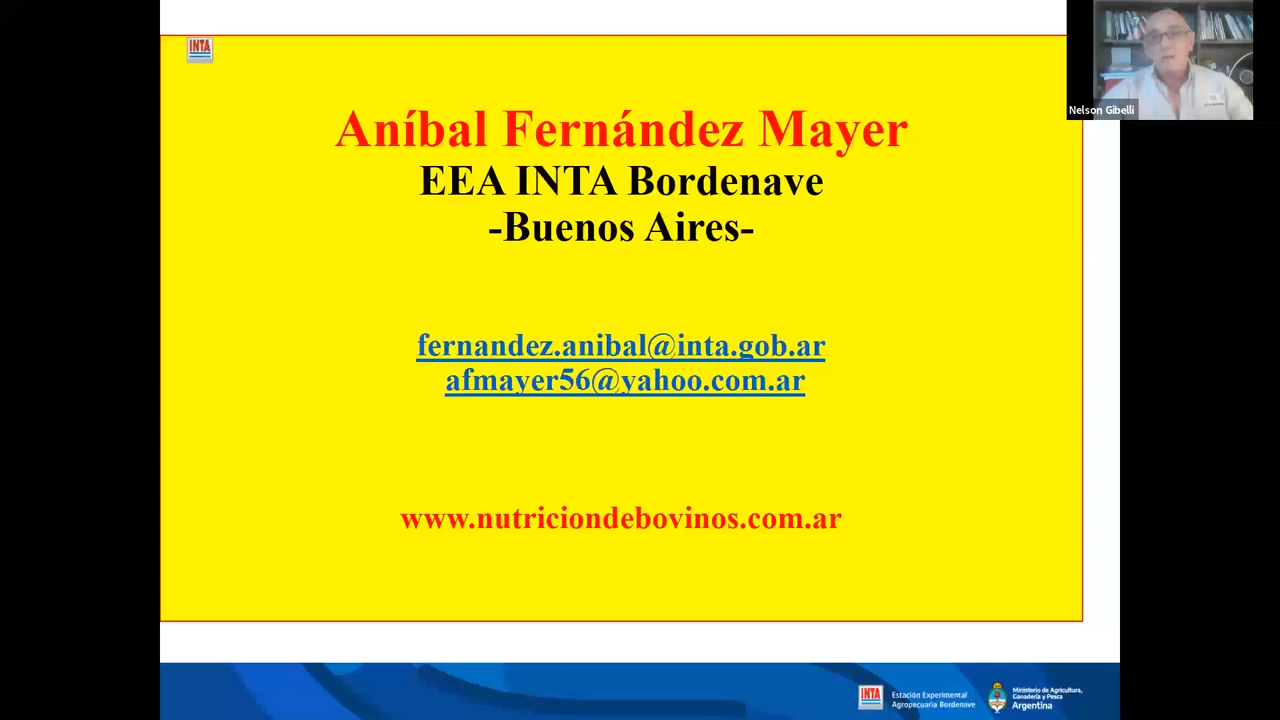 INTA
Aníbal Fernández Mayer
EEA INTA Bordenave
-Buenos Aires-
fernandez.anibal@inta.gob.ar
afmayer56@yahoo.com.ar
www.nutriciondebovinos.com.ar
Nelson Gibelli
INTA
Estación Experimental
Agropecuaria Bordenave
Ministerio de Agricultura,
Ganadería y Pesca
Argentina